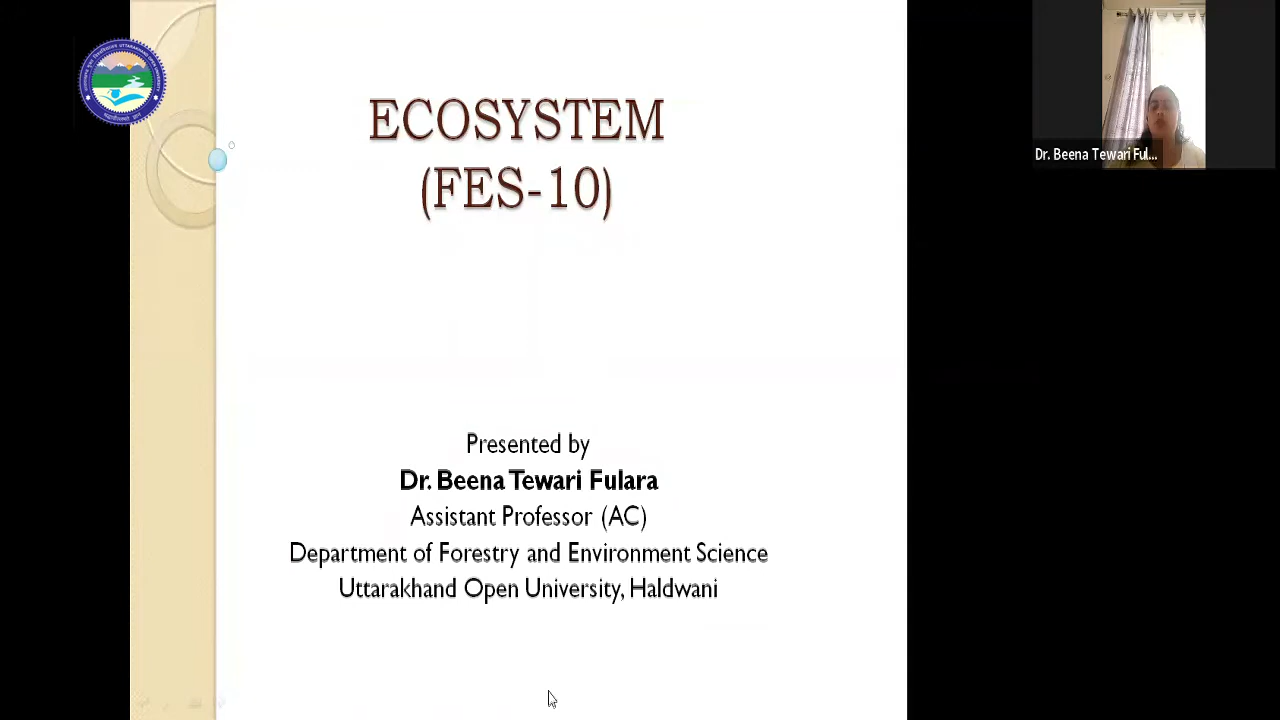 ECOSYSTEM
(FES-10)
Presented by
Dr. Beena Tewari Fulara
Assistant Professor (AC)
Department of Forestry and Environment Science
Uttarakhand Open University, Haldwani
Dr. Beena Tewari Ful...